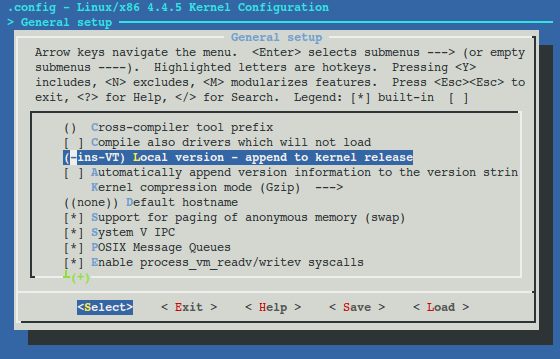 .config - Linux/x86 4.4.5 Kernel Configuration
> General setup
General setup
Arrow keys navigate the menu.  <Enter> selects submenus ---> (or empty
submenus ----).  Highlighted letters are hotkeys.  Pressing <Y>
includes, <N> excludes, <M> modularizes features.  Press <Esc><Esc> to
exit, <?> for Help, </> for Search.  Legend: [*] built-in  [ ]
()  Cross-compiler tool prefix
[ ] Compile also drivers which will not load
(-ins-VT) Local version - append to kernel release
[ ] Automatically append version information to the version strin
Kernel compression mode (Gzip)  --->
((none)) Default hostname
[*] Support for paging of anonymous memory (swap)
[*] System V IPC
[*] POSIX Message Queues
[*] Enable process_vm_readv/writev syscalls
(+)
<Select>    < Exit >    < Help >    < Save >    < Load >